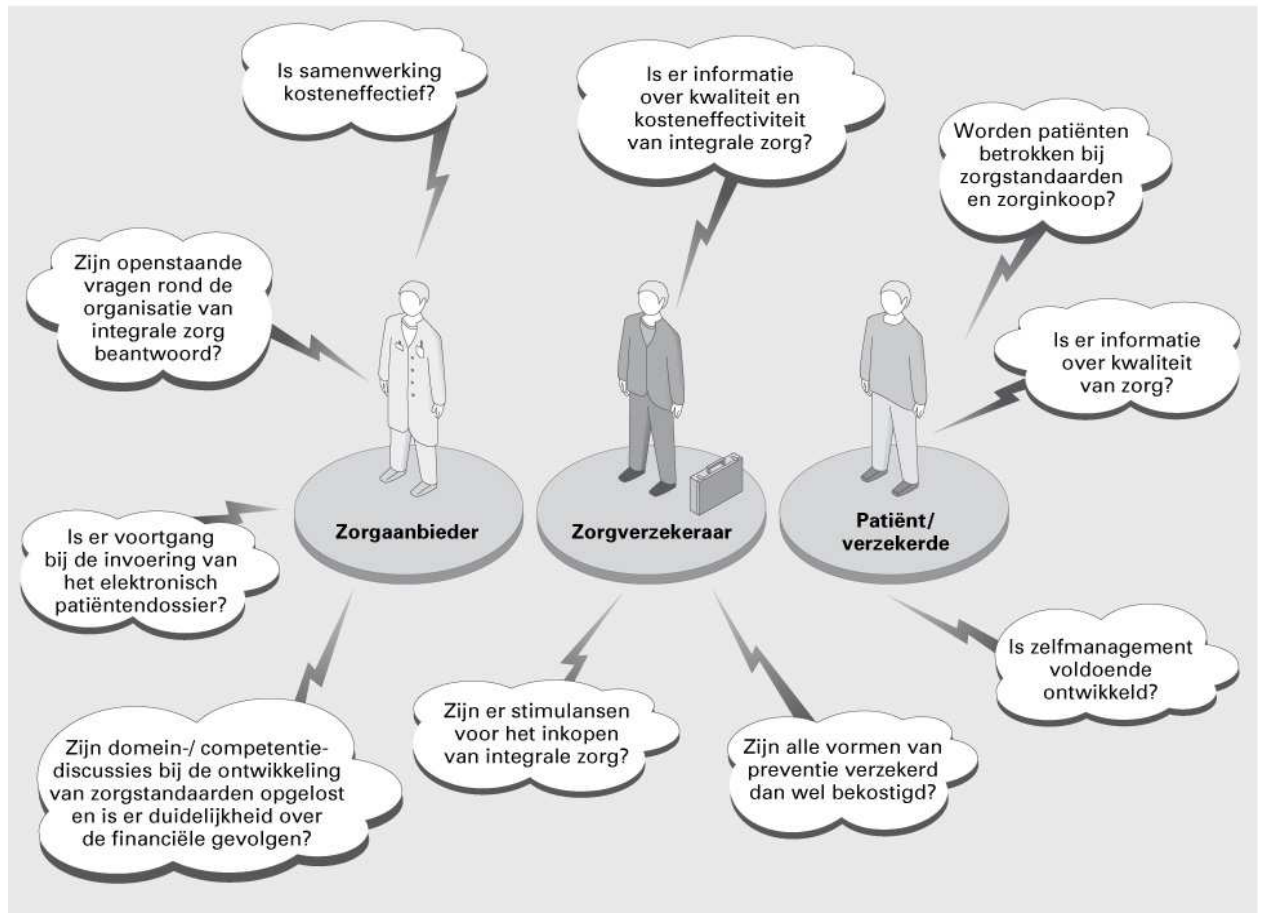 Is samenwerking
kosteneffectief?
Is er informatie
over kwaliteit en
kosteneffectiviteit
van integrale zorg?
Worden patiënten
betrokken bij
zorgstandaarden
en zorginkoop?
Zijn openstaande
vragen rond de
organisatie van
integrale zorg
beantwoord?
Is er informatie
over kwaliteit
van zorg?
Zorgaanbieder
Zorgverzekeraar
Patiënt/
verzekerde
Is er voortgang
bij de invoering van
het elektronisch
patiëntendossier?
Is zelfmanagement
voldoende
ontwikkeld?
Zijn er stimulansen
voor het inkopen
van integrale zorg?
Zijn alle vormen van
preventie verzekerd
dan wel bekostigd?
Zijn domein-/ competentie-
discussies bij de ontwikkeling
van zorgstandaarden opgelost
en is er duidelijkheid over
de financiële gevolgen?